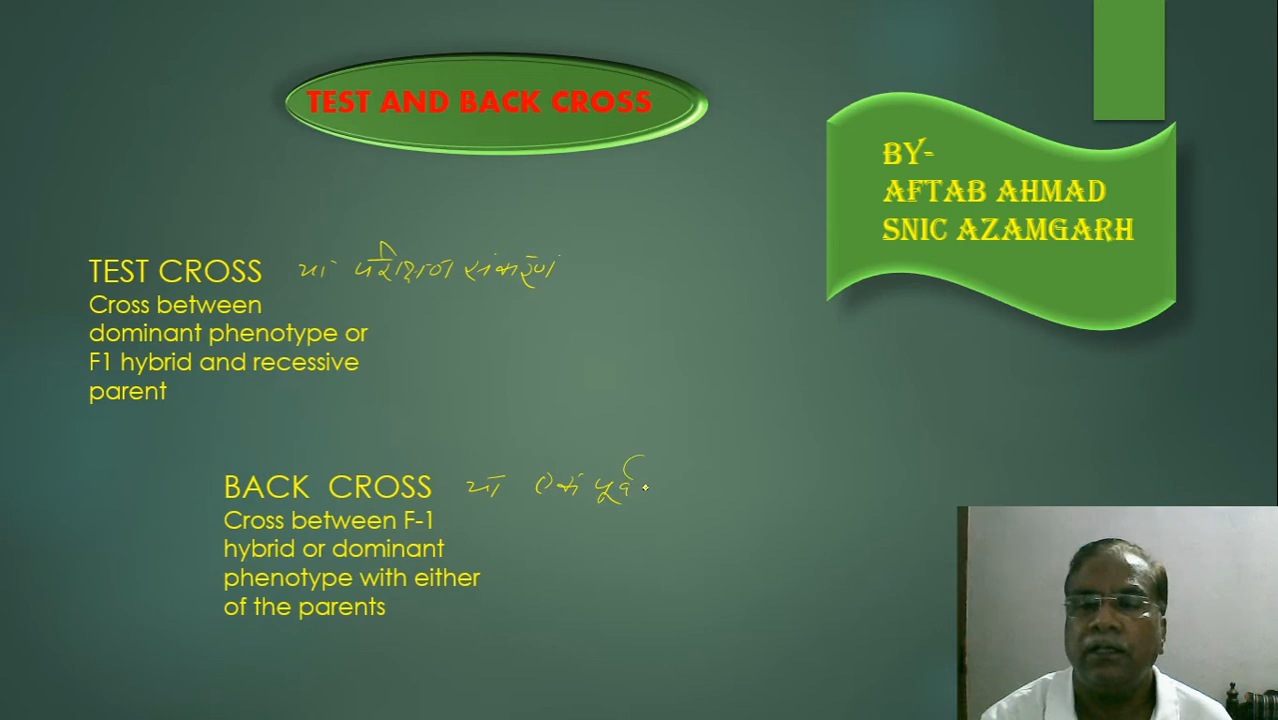 TEST AND BACK CROSS
BY-
AFTAB AHMAD
SNIC AZAMGARH
TEST CROSS या परीक्षण संकरण
Cross between
dominant phenotype or
F1 hybrid and recessive
parent
BACK CROSS या एक पूर्व
Cross between F-1
hybrid or dominant
phenotype with either
of the parents